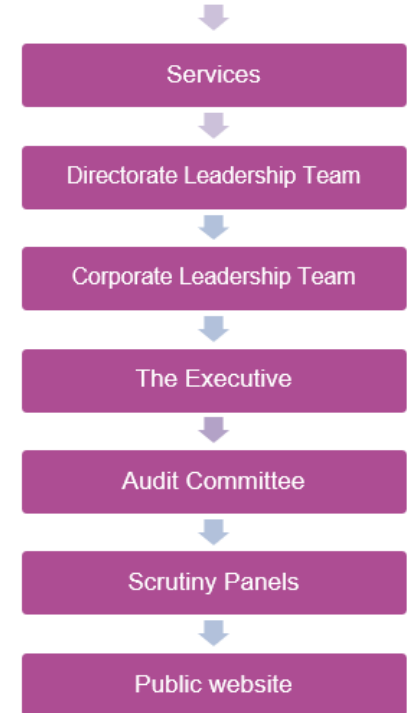 Services
Directorate Leadership Team
Corporate Leadership Team
The Executive
Audit Committee
Scrutiny Panels
Public website